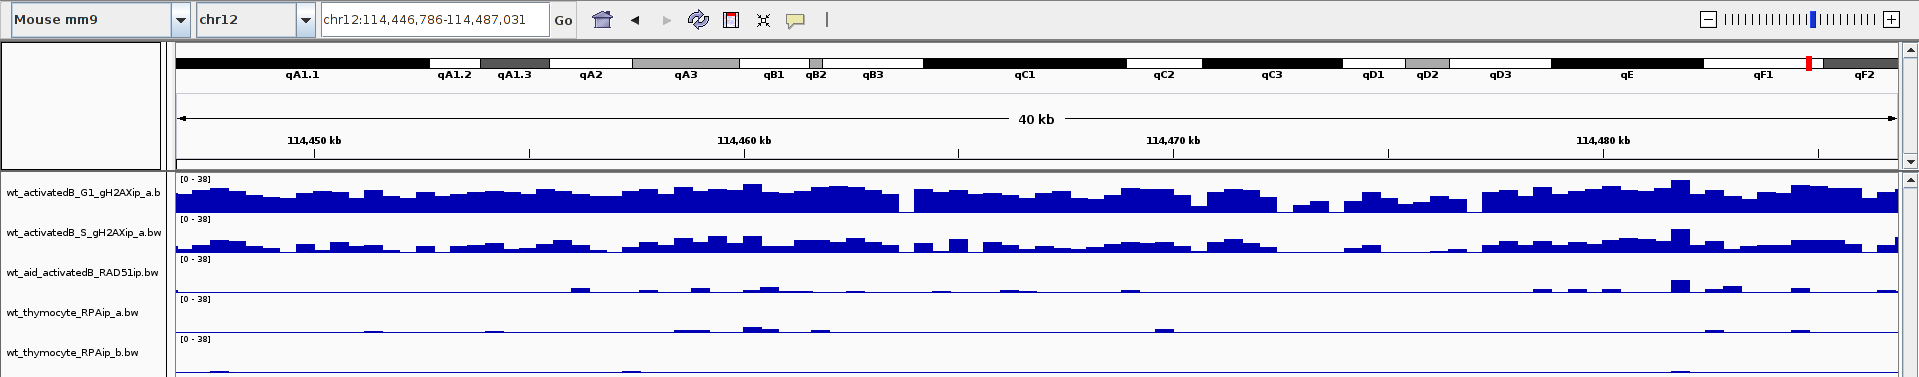 Mouse mm9 chr12 chr12:114,446,786-114,487,031 Go
qA1.1 qA1.2 qA1.3 qA2 qA3 qB1 qB2 qB3 qC1 qC2 qC3 qD1 qD2 qD3 qE qF1 qF2
40 kb
114,450 kb 114,460 kb 114,470 kb 114,480 kb
[0 - 38]
wt_activatedB_G1_gH2AXip_a.b
[0 - 38]
wt_activatedB_S_gH2AXip_a.bw
[0 - 38]
wt_aid_activatedB_RAD51ip.bw
[0 - 38]
wt_thymocyte_RPAip_a.bw
[0 - 38]
wt_thymocyte_RPAip_b.bw